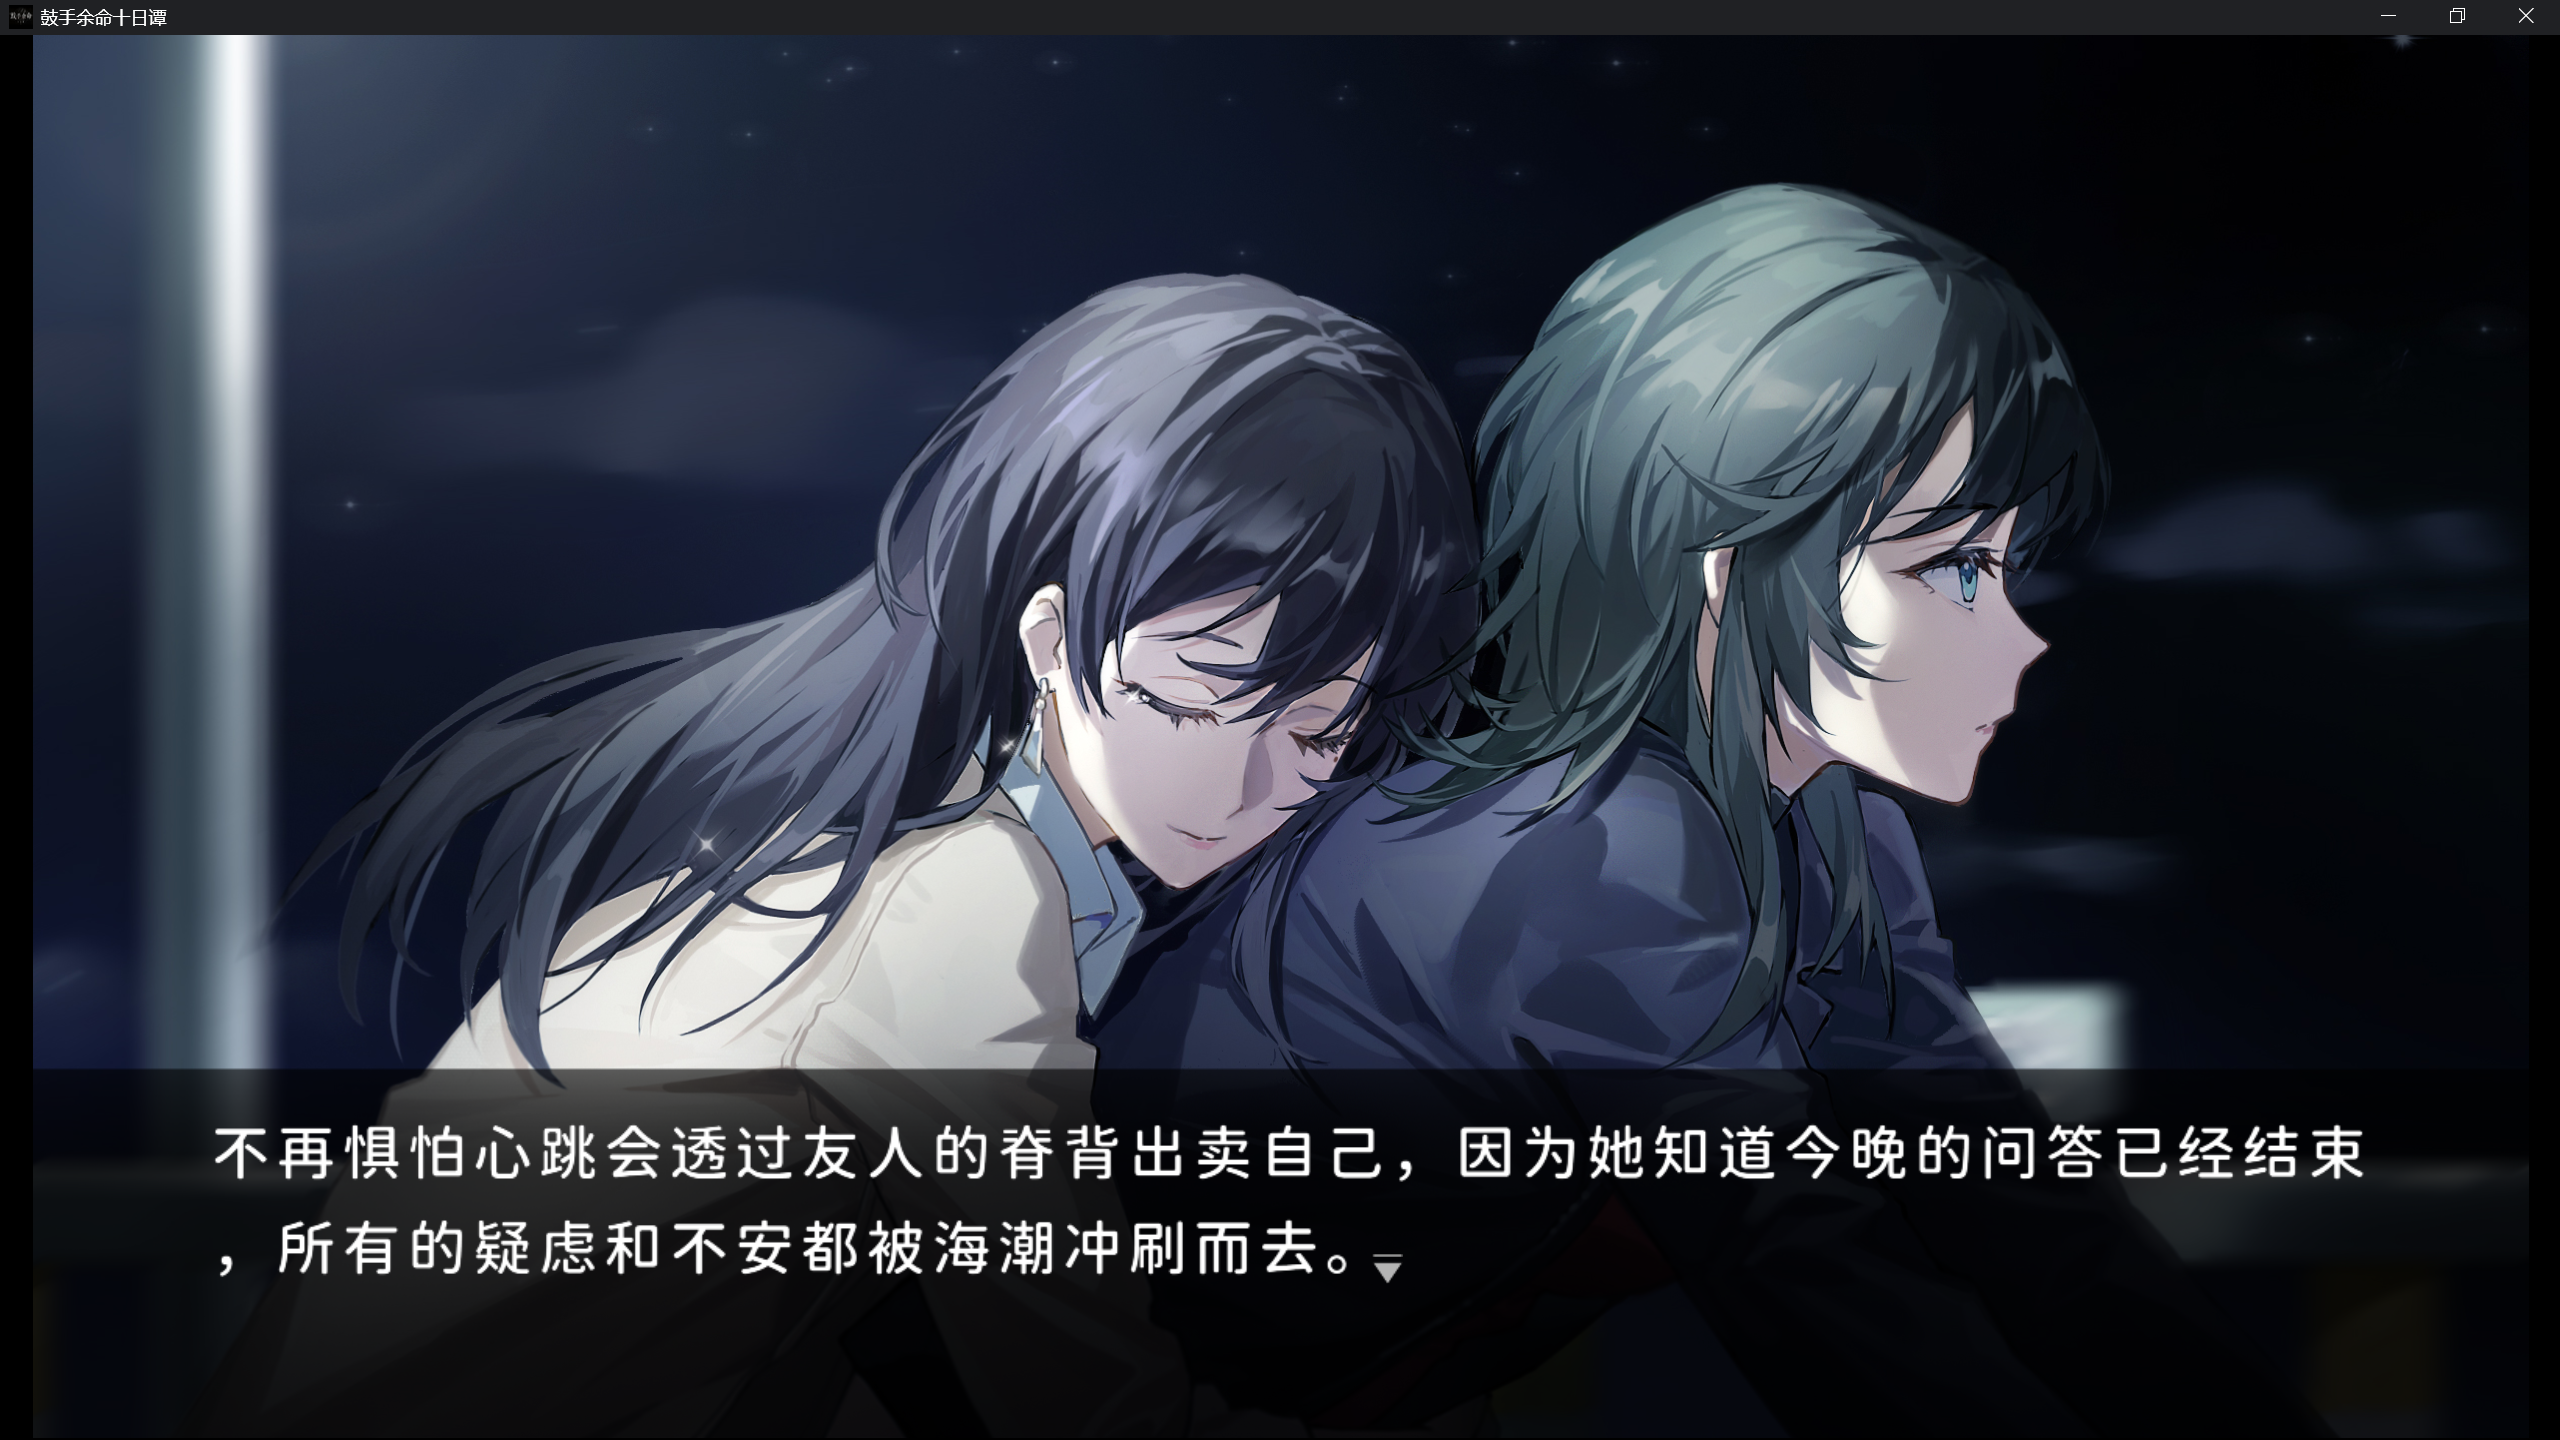 鼓手余命十日谭
不再惧怕心跳会透过友人的脊背出卖自己，因为她知道今晚的问答已经结束
，所有的疑虑和不安都被海潮冲刷而去。